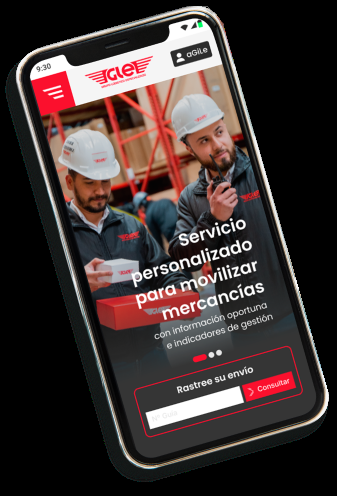 9:30
GLE
aGiLe
Servicio
personalizado
para movilizar
mercancías
con información oportuna
e indicadores de gestión
Rastree su envío
N° Guía
Consultar